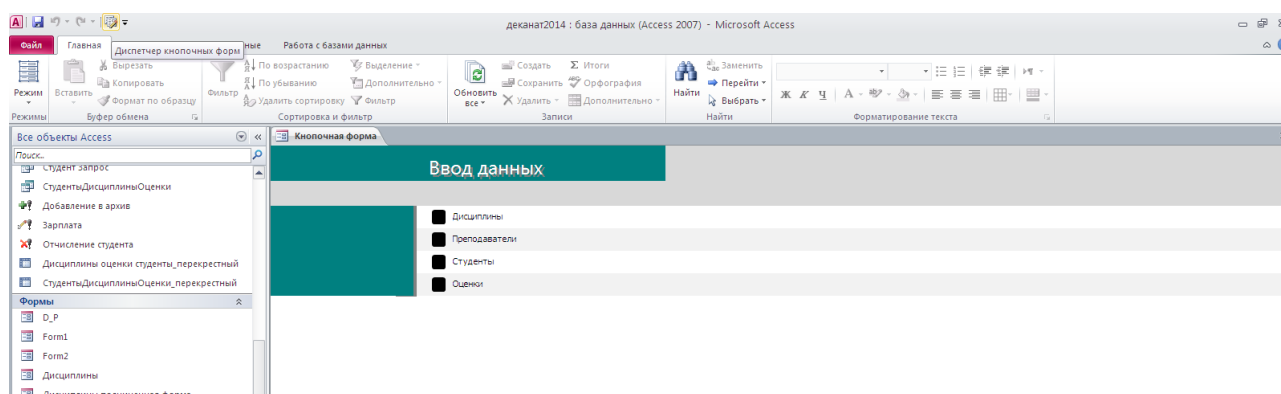 деканат2014 : база данных (Access 2007) - Microsoft Access
Файл Главная ные Работа с базами данных
Диспетчер кнопочных форм
Режим
Режимы
Вставить
Вырезать
Копировать
Формат по образцу
Буфер обмена
Фильтр
По возрастанию
По убыванию
Удалить сортировку
Выделение
Дополнительно
Фильтр
Сортировка и фильтр
Обновить все
Создать
Сохранить
Удалить
Итоги
Орфография
Дополнительно
Записи
Найти
Заменить
Перейти
Выбрать
Найти
Ж К Ч А
Форматирование текста
Все объекты Access
Поиск...
Студент Запрос
СтудентыДисциплиныОценки
Добавление в архив
Зарплата
Отчисление студента
Дисциплины оценки студенты_перекрестный
СтудентыДисциплиныОценки_перекрестный
Формы
D_P
Form1
Form2
Дисциплины
Кнопочная форма
Ввод данных
Дисциплины
Преподаватели
Студенты
Оценки